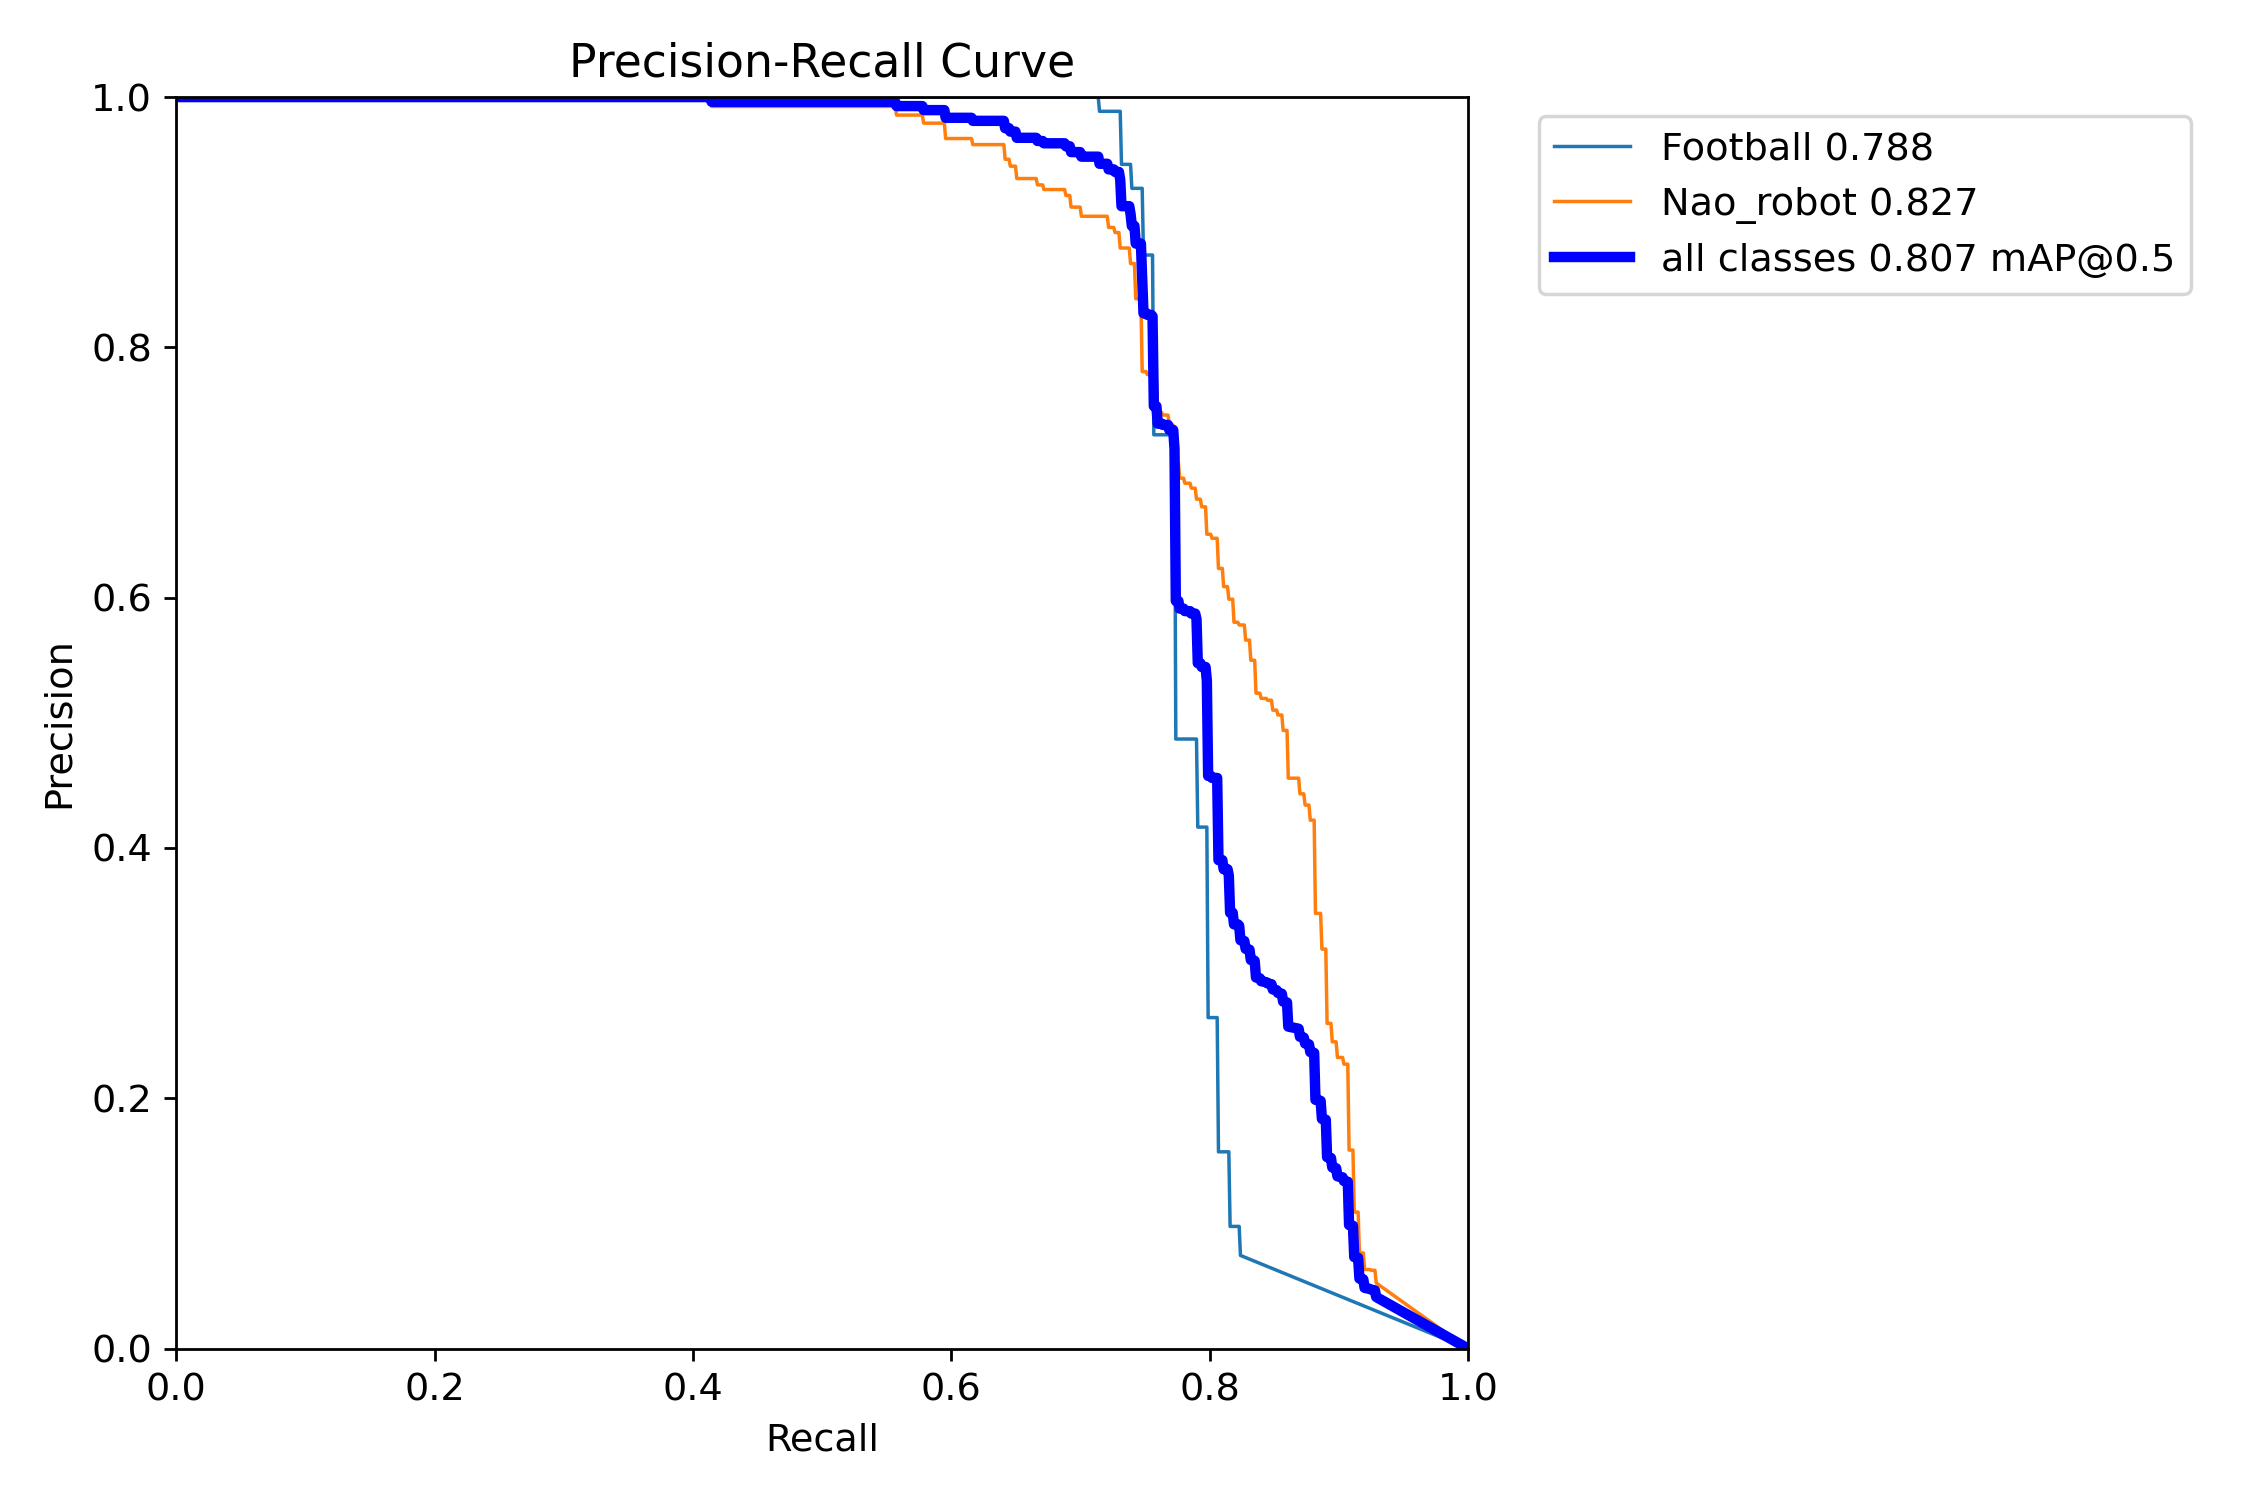 Precision-Recall Curve
1.0
0.8
0.6
0.4
0.2
0.0
Precision
0.0 0.2 0.4 0.6 0.8 1.0
Recall
Football 0.788
Nao_robot 0.827
all classes 0.807 mAP@0.5